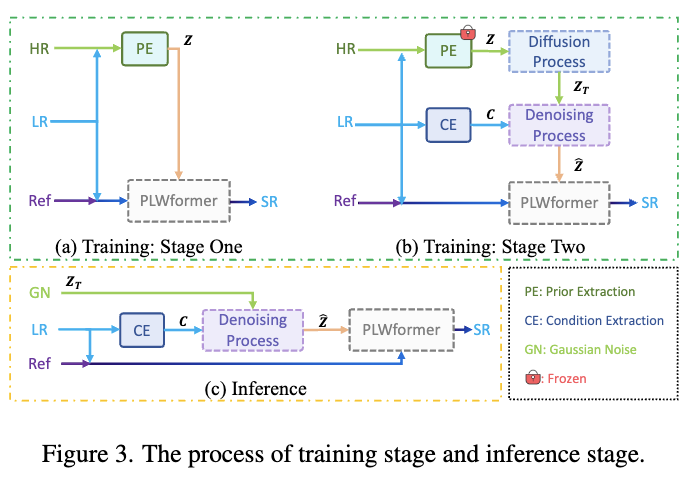 HR
PE
Z
LR
Ref
PLWformer
SR
(a) Training: Stage One
HR
PE
Z
Diffusion
Process
Z_T
LR
CE
C
Denoising
Process
Ẑ
Ref
PLWformer
SR
(b) Training: Stage Two
GN
Z_T
LR
CE
C
Denoising
Process
Ẑ
PLWformer
SR
Ref
(c) Inference
PE: Prior Extraction
CE: Condition Extraction
GN: Gaussian Noise
: Frozen
Figure 3. The process of training stage and inference stage.